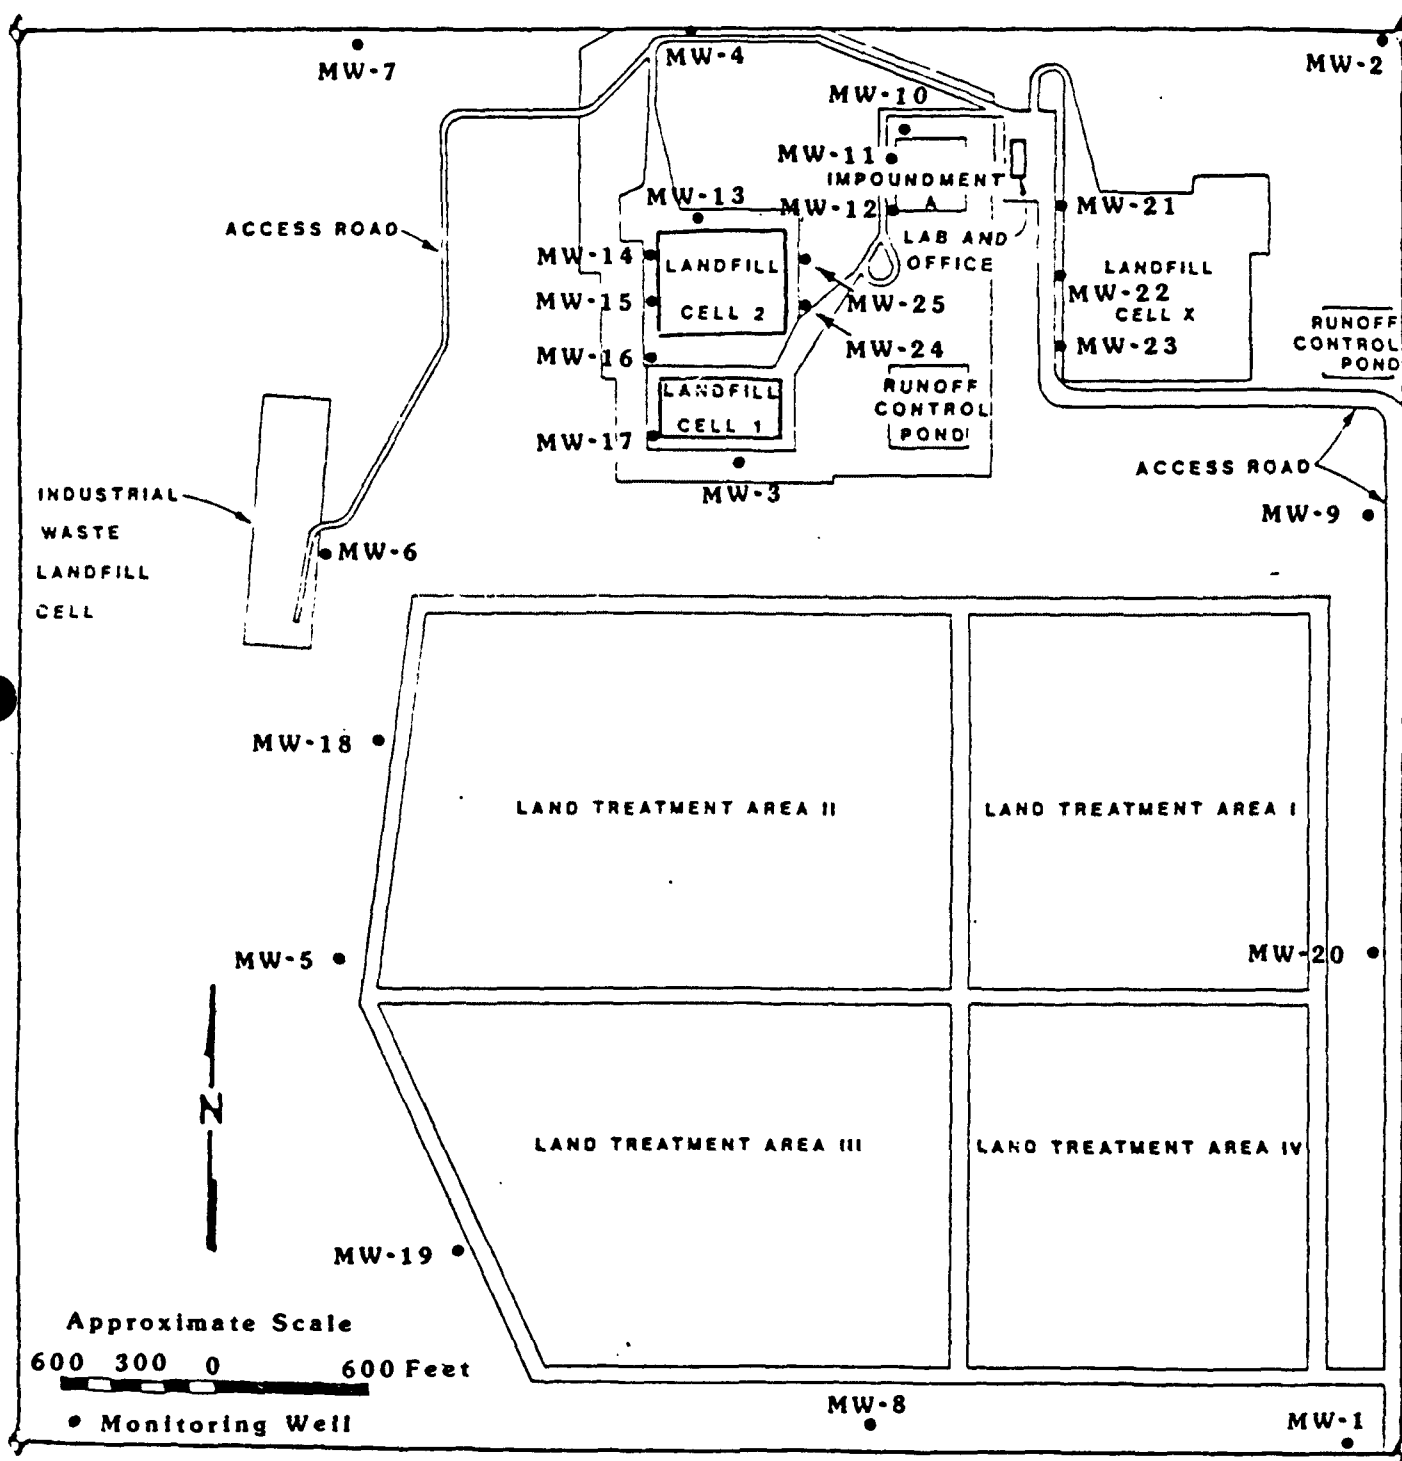 MW-7
MW-4
MW-2
MW-10
MW-11
IMPOUNDMENT
A
MW-12
MW-13
MW-21
ACCESS ROAD
LAB AND
OFFICE
MW-14
LANDFILL
CELL 2
MW-15
MW-25
MW-24
LANDFILL
MW-22
CELL X
MW-23
RUNOFF
CONTROL
POND
MW-16
LANDFILL
CELL 1
MW-17
RUNOFF
CONTROL
POND
MW-3
ACCESS ROAD
MW-9
INDUSTRIAL
WASTE
LANDFILL
CELL
MW-6
MW-18
LAND TREATMENT AREA II
LAND TREATMENT AREA I
MW-5
MW-20
N
LAND TREATMENT AREA III
LAND TREATMENT AREA IV
MW-19
Approximate Scale
600 300 0 600 Feet
• Monitoring Well
MW-8
MW-1